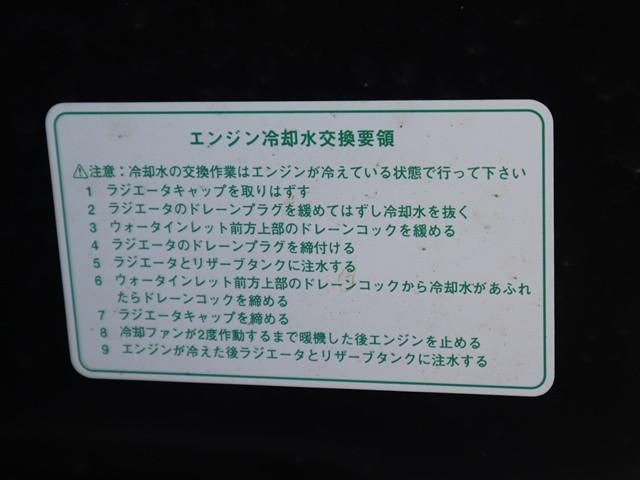 エンジン冷却水交換要領
⚠注意：冷却水の交換作業はエンジンが冷えている状態で行って下さい
1 ラジエータキャップを取りはずす
2 ラジエータのドレーンプラグを緩めてはずし冷却水を抜く
3 ウォータインレット前方上部のドレーンコックを緩める
4 ラジエータのドレーンプラグを締付ける
5 ラジエータとリザーブタンクに注水する
6 ウォータインレット前方上部のドレーンコックから冷却水があふれ
たらドレーンコックを締める
7 ラジエータキャップを締める
8 冷却ファンが2度作動するまで暖機した後エンジンを止める
9 エンジンが冷えた後ラジエータとリザーブタンクに注水する